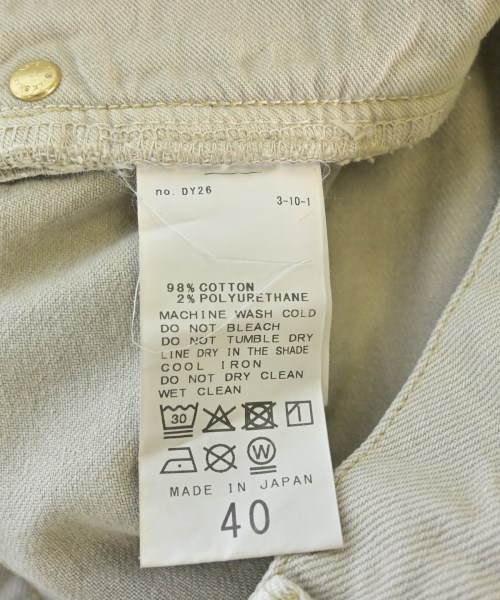 no. DY26
3-10-1
98% COTTON
2% POLYURETHANE
MACHINE WASH COLD
DO NOT BLEACH
DO NOT TUMBLE DRY
LINE DRY IN THE SHADE
COOL IRON
DO NOT DRY CLEAN
WET CLEAN
30
W
MADE IN JAPAN
40